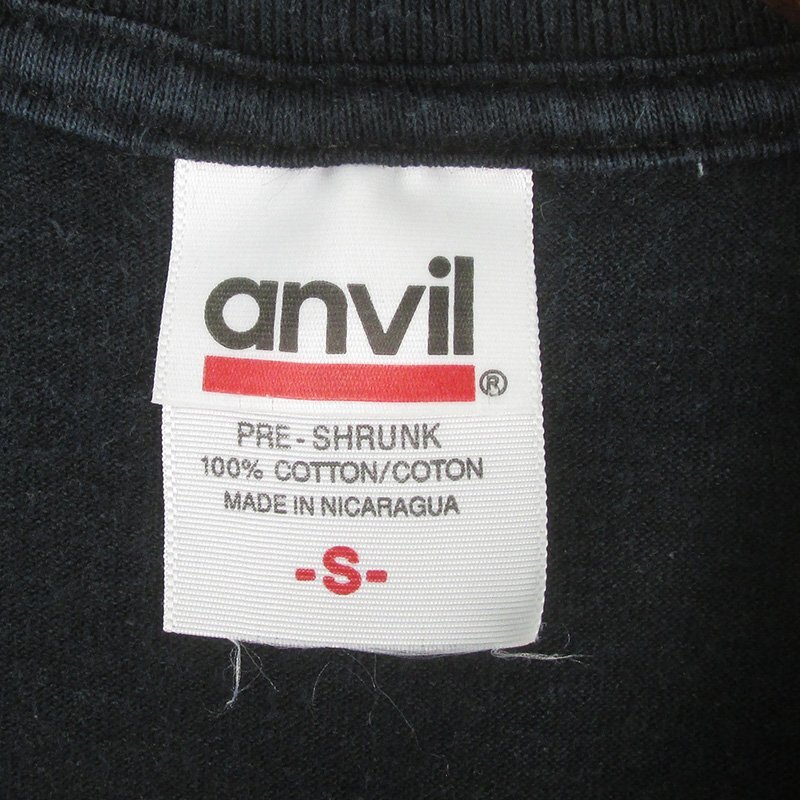 anvil®
PRE-SHRUNK
100% COTTON/COTON
MADE IN NICARAGUA
-S-